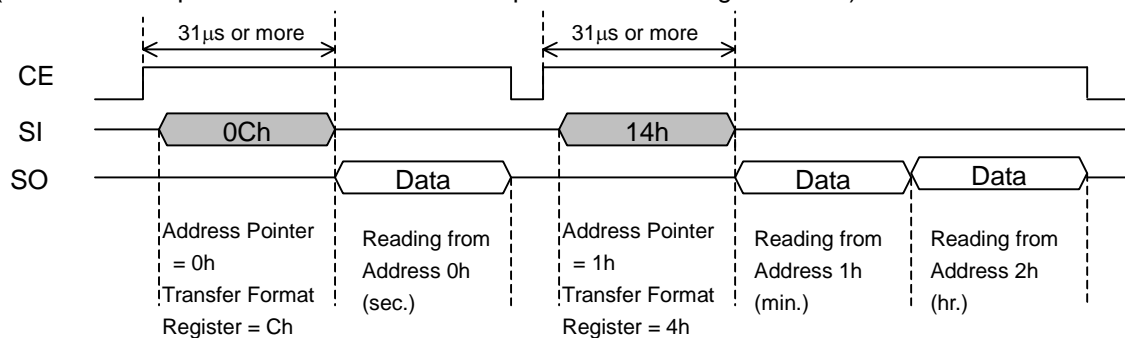 31µs or more 31µs or more
CE
SI 0Ch 14h
SO Data Data Data
Address Pointer
= 0h
Transfer Format
Register = Ch
Reading from
Address 0h
(sec.)
Address Pointer
= 1h
Transfer Format
Register = 4h
Reading from
Address 1h
(min.)
Reading from
Address 2h
(hr.)